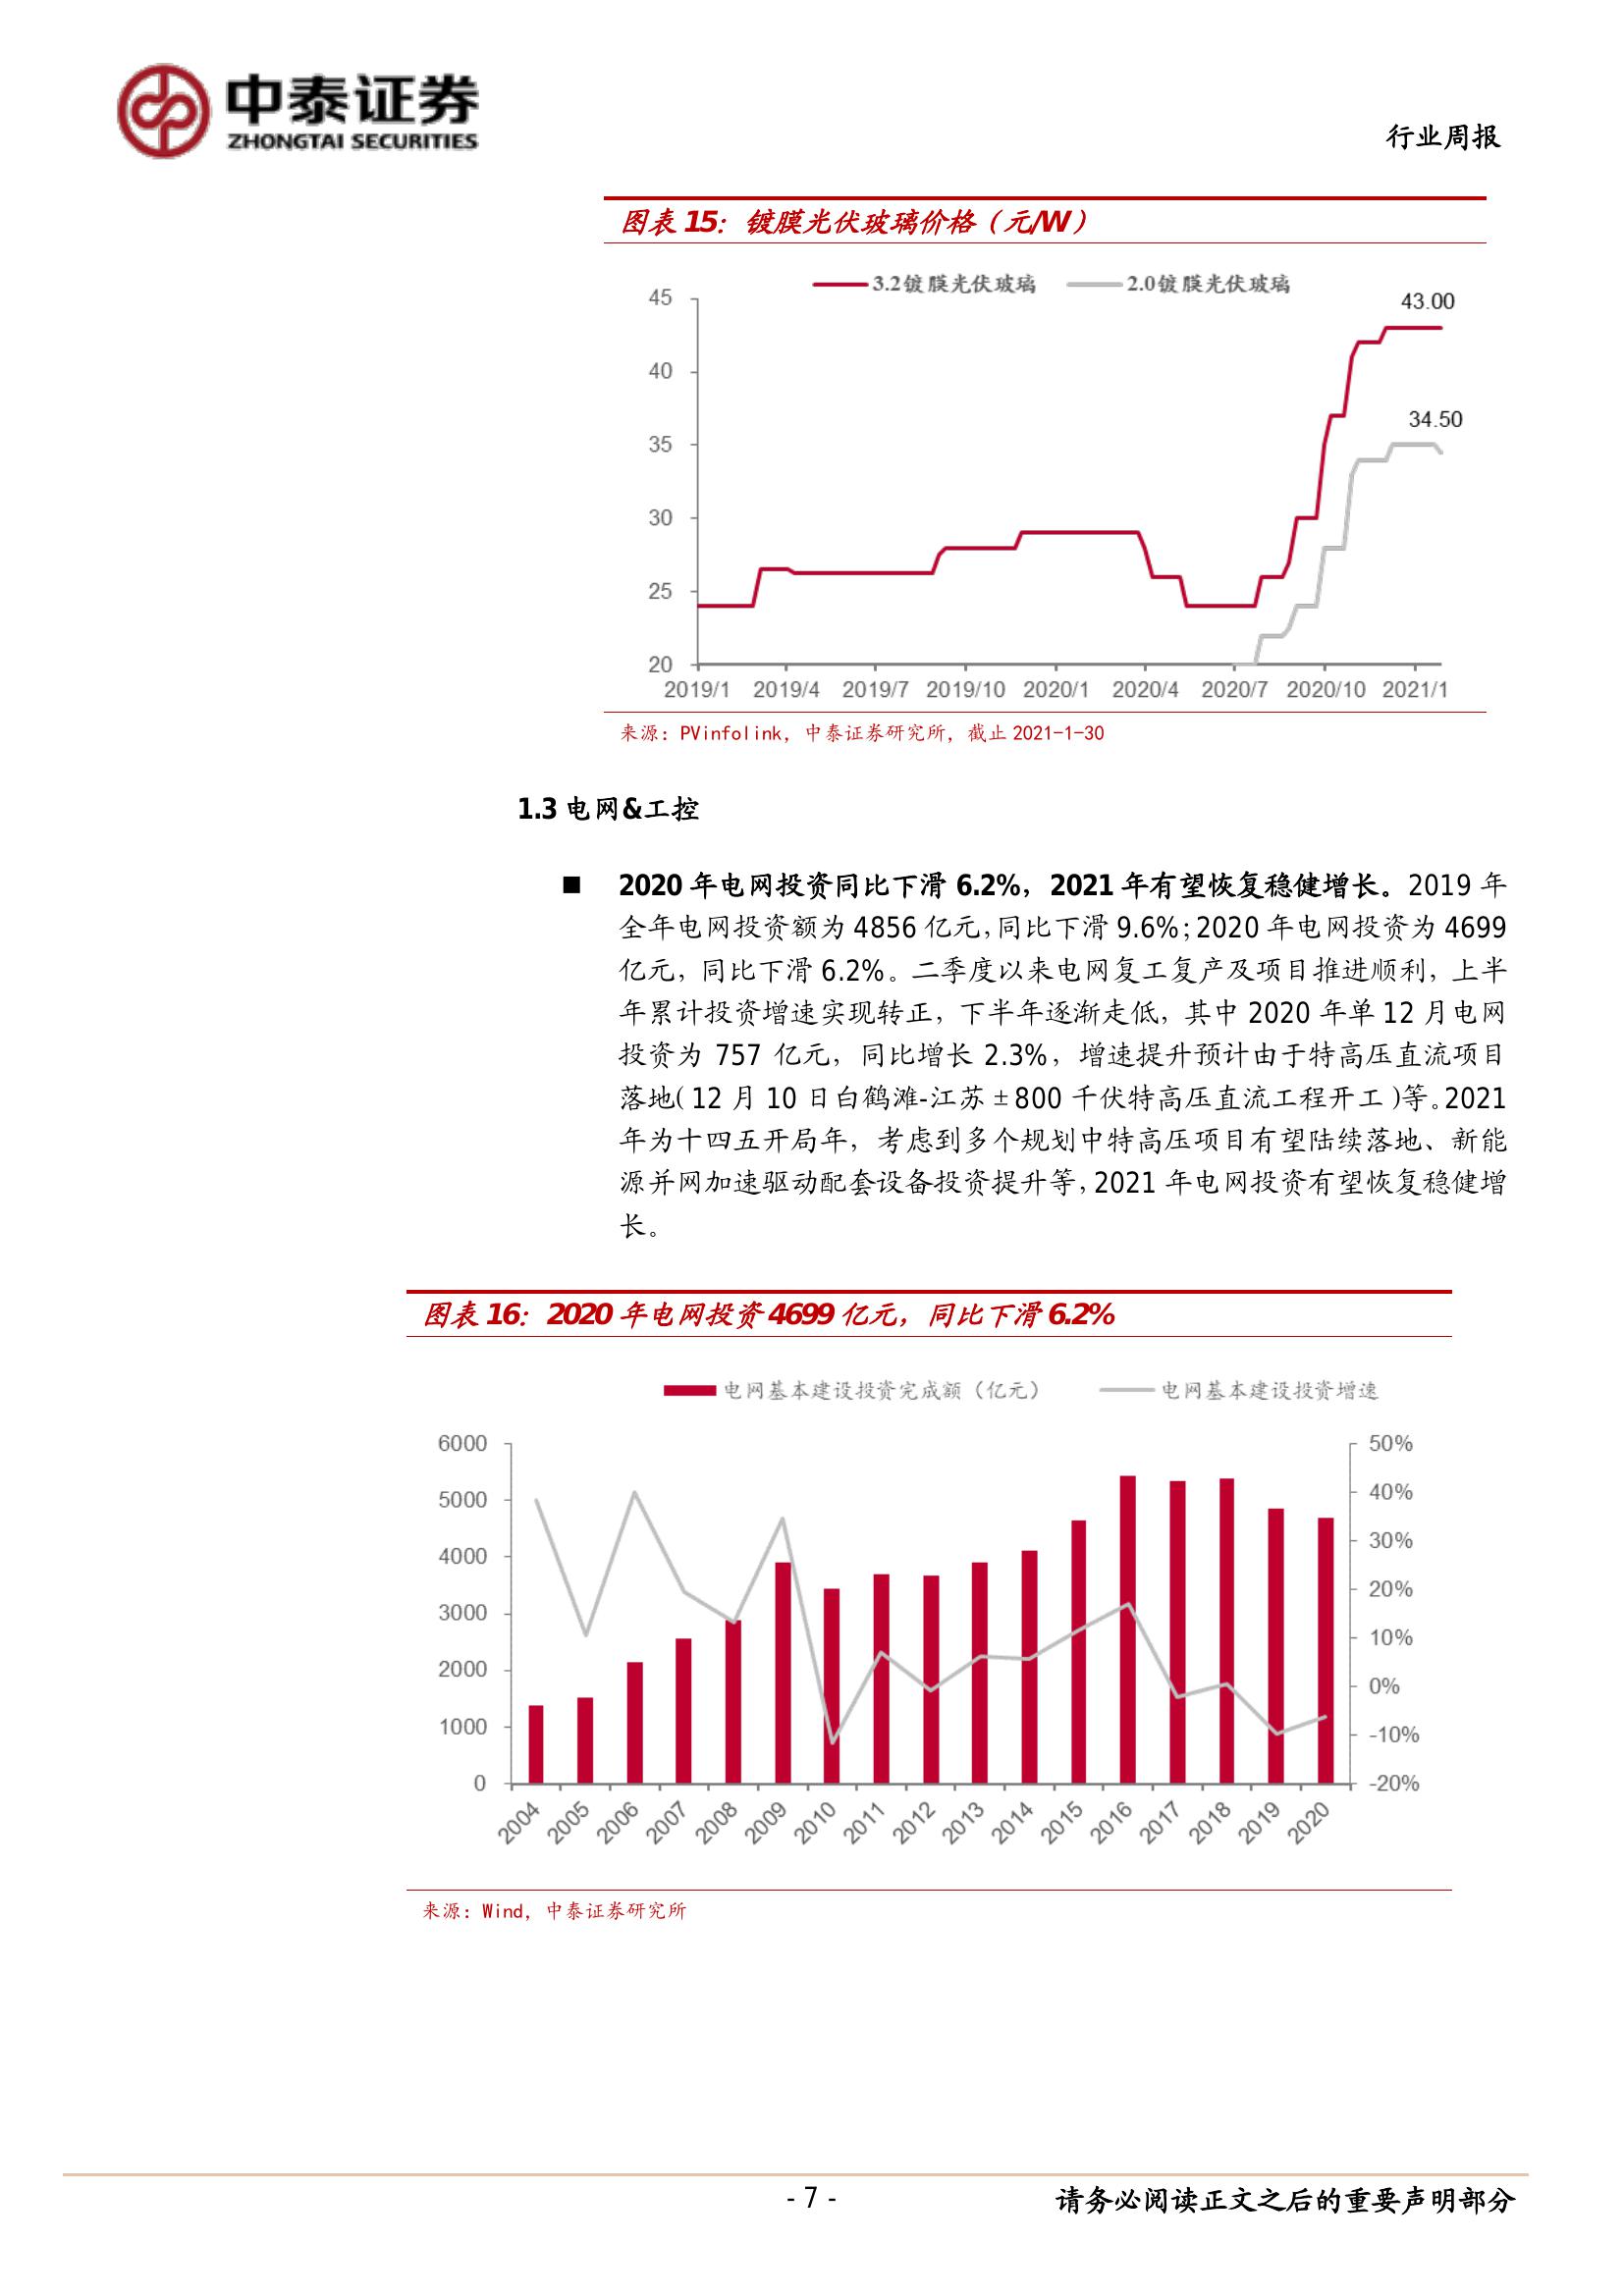 中泰证券
ZHONGTAI SECURITIES
行业周报
图表 15：镀膜光伏玻璃价格（元/W）
3.2镀膜光伏玻璃 2.0镀膜光伏玻璃
45
40
35
30
25
20
43.00
34.50
2019/1 2019/4 2019/7 2019/10 2020/1 2020/4 2020/7 2020/10 2021/1
来源：PVinfolink，中泰证券研究所，截止 2021-1-30
1.3 电网&工控
■ 2020 年电网投资同比下滑 6.2%，2021 年有望恢复稳健增长。2019 年
全年电网投资额为 4856 亿元，同比下滑 9.6%；2020 年电网投资为 4699
亿元，同比下滑 6.2%。二季度以来电网复工复产及项目推进顺利，上半
年累计投资增速实现转正，下半年逐渐走低，其中 2020 年单 12 月电网
投资为 757 亿元，同比增长 2.3%，增速提升预计由于特高压直流项目
落地（12 月 10 日白鹤滩-江苏±800 千伏特高压直流工程开工）等。2021
年为十四五开局年，考虑到多个规划中特高压项目有望陆续落地、新能
源并网加速驱动配套设备投资提升等，2021 年电网投资有望恢复稳健增
长。
图表 16：2020 年电网投资 4699 亿元，同比下滑 6.2%
电网基本建设投资完成额（亿元） 电网基本建设投资增速
6000
5000
4000
3000
2000
1000
0
50%
40%
30%
20%
10%
0%
-10%
-20%
2004 2005 2006 2007 2008 2009 2010 2011 2012 2013 2014 2015 2016 2017 2018 2019 2020
来源：Wind，中泰证券研究所
- 7 -
请务必阅读正文之后的重要声明部分